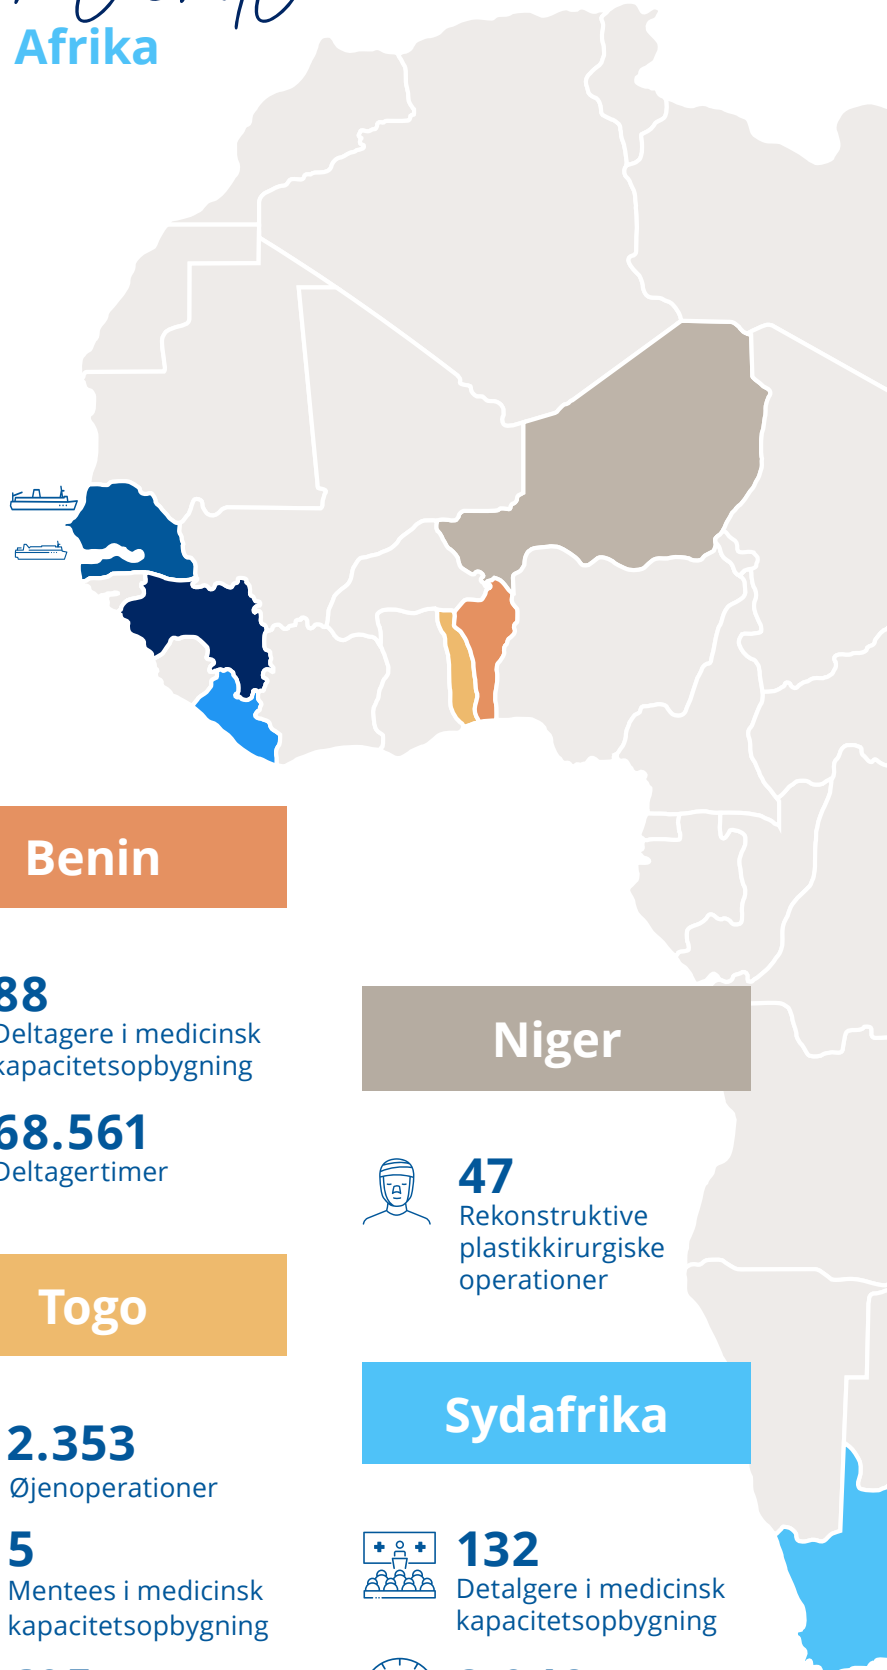 Afrika
Benin
88
Deltagere i medicinsk
kapacitetsopbygning
68.561
Deltagertimer
Togo
2.353
Øjenoperationer
5
Mentees i medicinsk
kapacitetsopbygning
Niger
47
Rekonstruktive
plastikkirurgiske
operationer
Sydafrika
132
Detalgere i medicinsk
kapacitetsopbygning